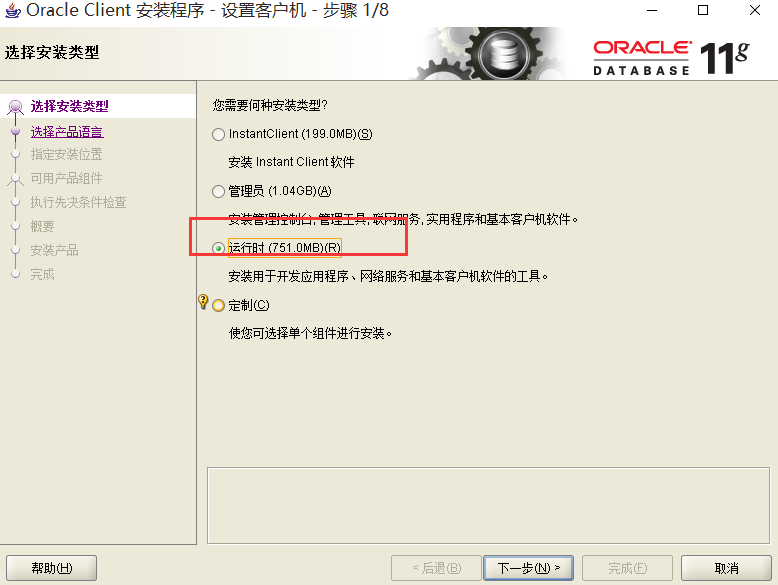 Oracle Client 安装程序 - 设置客户机 - 步骤 1/8
选择安装类型
ORACLE
DATABASE 11g
选择安装类型
选择产品语言
指定安装位置
可用产品组件
执行先决条件检查
概要
安装产品
完成
您需要何种安装类型?
InstantClient (199.0MB)(S)
安装 Instant Client 软件
管理员 (1.04GB)(A)
安装管理控制台, 管理工具, 联网服务, 实用程序和基本客户机软件。
运行时 (751.0MB)(R)
安装用于开发应用程序、网络服务和基本客户机软件的工具。
定制(C)
使您可选择单个组件进行安装。
帮助(H)
< 后退(B)
下一步(N) >
完成(F)
取消